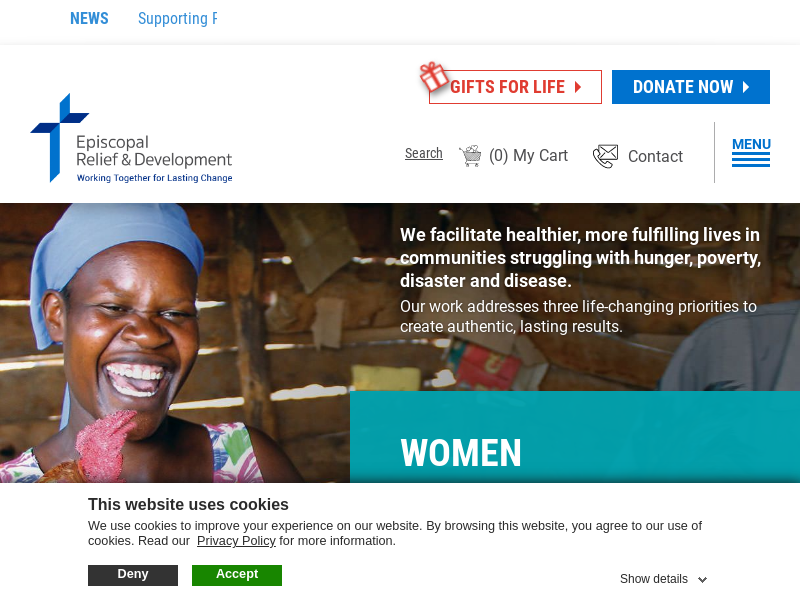 NEWS
Supporting
GIFTS FOR LIFE
DONATE NOW
Episcopal
Relief & Development
Working Together for Lasting Change
Search
(0) My Cart
Contact
MENU
We facilitate healthier, more fulfilling lives in
communities struggling with hunger, poverty,
disaster and disease.
Our work addresses three life-changing priorities to
create authentic, lasting results.
WOMEN
This website uses cookies
We use cookies to improve your experience on our website. By browsing this website, you agree to our use of
cookies. Read our Privacy Policy for more information.
Deny
Accept
Show details